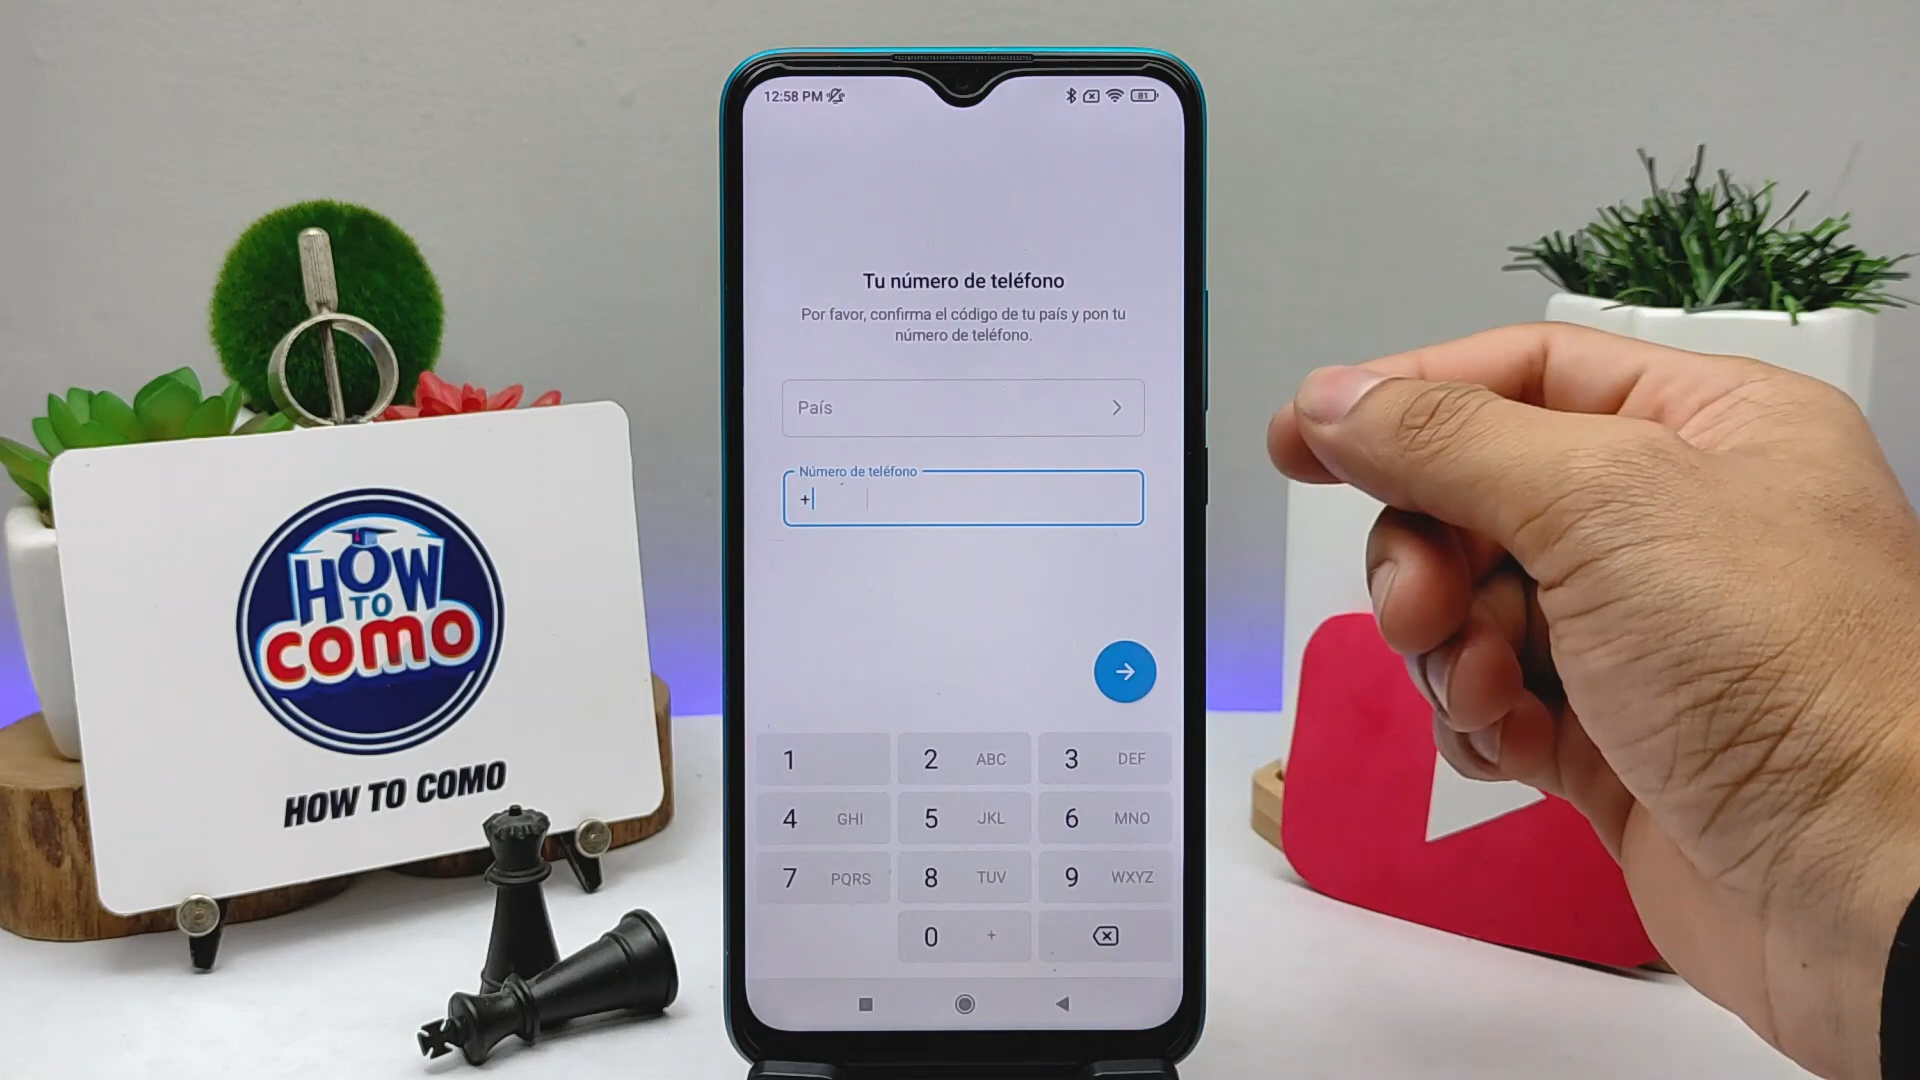 12:58 PM
81
Tu número de teléfono
Por favor, confirma el código de tu país y pon tu
número de teléfono.
País
Número de teléfono
+
1
2 ABC
3 DEF
4 GHI
5 JKL
6 MNO
7 PQRS
8 TUV
9 WXYZ
0 +
HOW
TO
COMO
HOW TO COMO